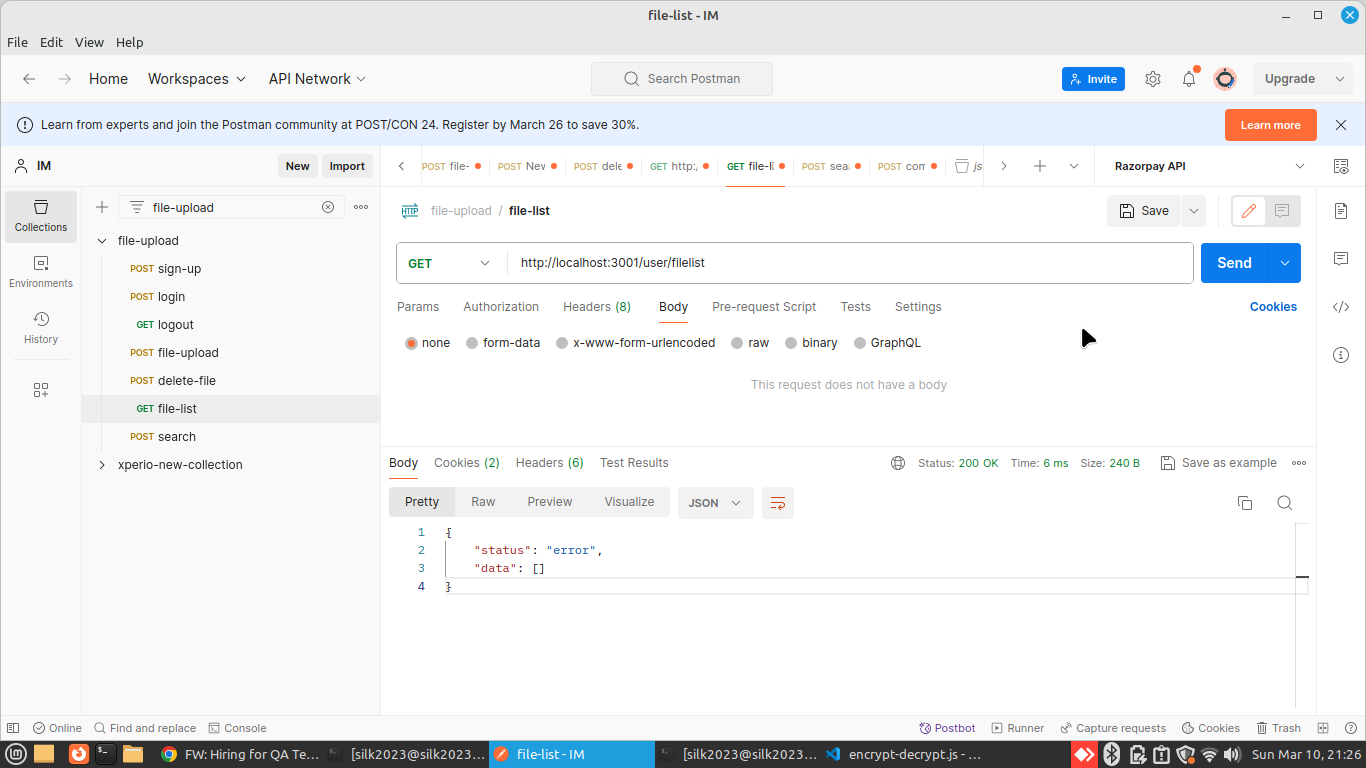 file-list - IM
File Edit View Help
Home Workspaces API Network Search Postman Invite Upgrade
Learn from experts and join the Postman community at POST/CON 24. Register by March 26 to save 30%. Learn more
IM New Import
POST file- POST New POST dele GET http:, GET file-li POST sea POST com js Razorpay API
Collections
Environments
History
file-upload
file-upload
POST sign-up
POST login
GET logout
POST file-upload
POST delete-file
GET file-list
POST search
xperio-new-collection
HTTP file-upload / file-list Save
GET http://localhost:3001/user/filelist Send
Params Authorization Headers (8) Body Pre-request Script Tests Settings Cookies
none form-data x-www-form-urlencoded raw binary GraphQL
This request does not have a body
Body Cookies (2) Headers (6) Test Results Status: 200 OK Time: 6 ms Size: 240 B Save as example
Pretty Raw Preview Visualize JSON
1 {
2 "status": "error",
3 "data": []
4 }
Online Find and replace Console Postbot Runner Capture requests Cookies Trash
FW: Hiring for QA Te... [silk2023@silk2023... file-list - IM [silk2023@silk2023... encrypt-decrypt.js - ... Sun Mar 10, 21:26